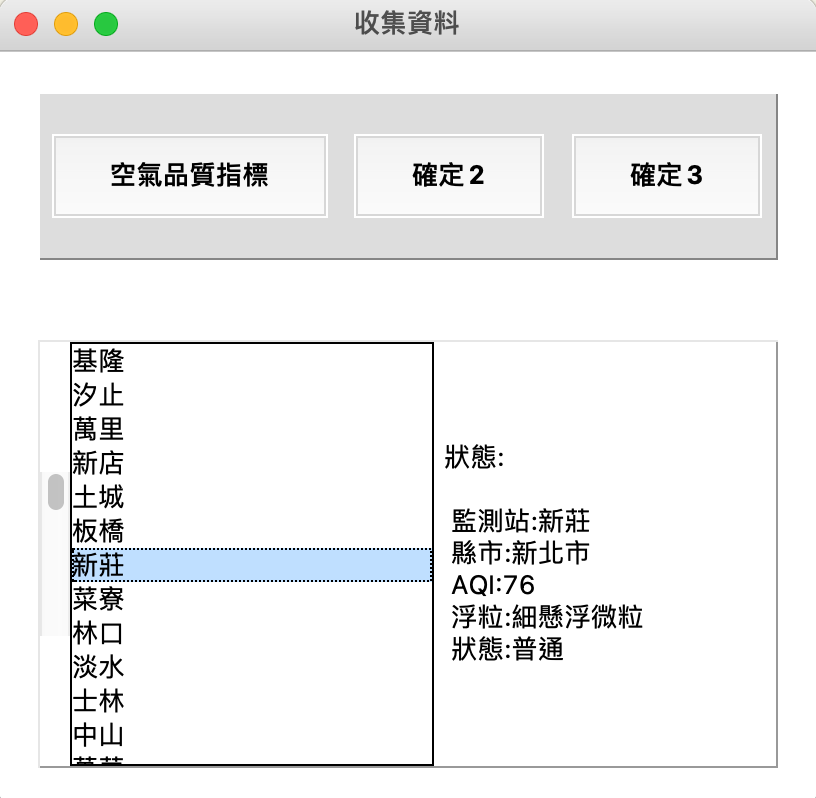 收集資料
空氣品質指標
確定2
確定3
基隆
汐止
萬里
新店
土城
板橋
新莊
菜寮
林口
淡水
士林
中山
狀態:
監測站:新莊
縣市:新北市
AQI:76
浮粒:細懸浮微粒
狀態:普通